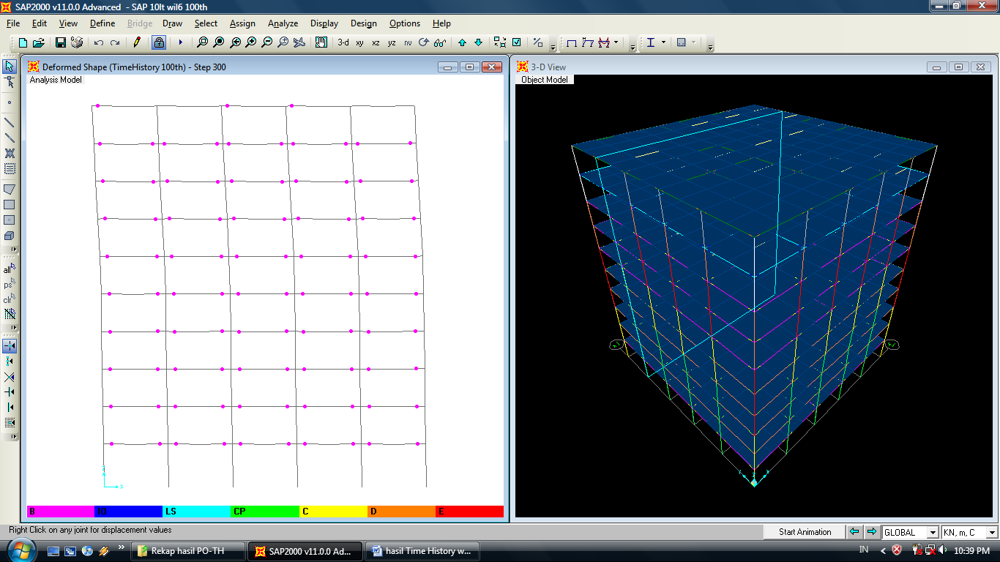 SAP2000 v11.0.0 Advanced - SAP 10lt wil6 100th
File Edit View Define Bridge Draw Select Assign Analyze Display Design Options Help
3-d xy xz yz nv
Deformed Shape (TimeHistory 100th) - Step 300
3-D View
Analysis Model
Object Model
all
ps
clr
Z
X
B IO LS CP C D E
Right Click on any joint for displacement values
Start Animation
GLOBAL
KN, m, C
Rekap hasil PO-TH
SAP2000 v11.0.0 Ad...
hasil Time History w...
IN
10:39 PM